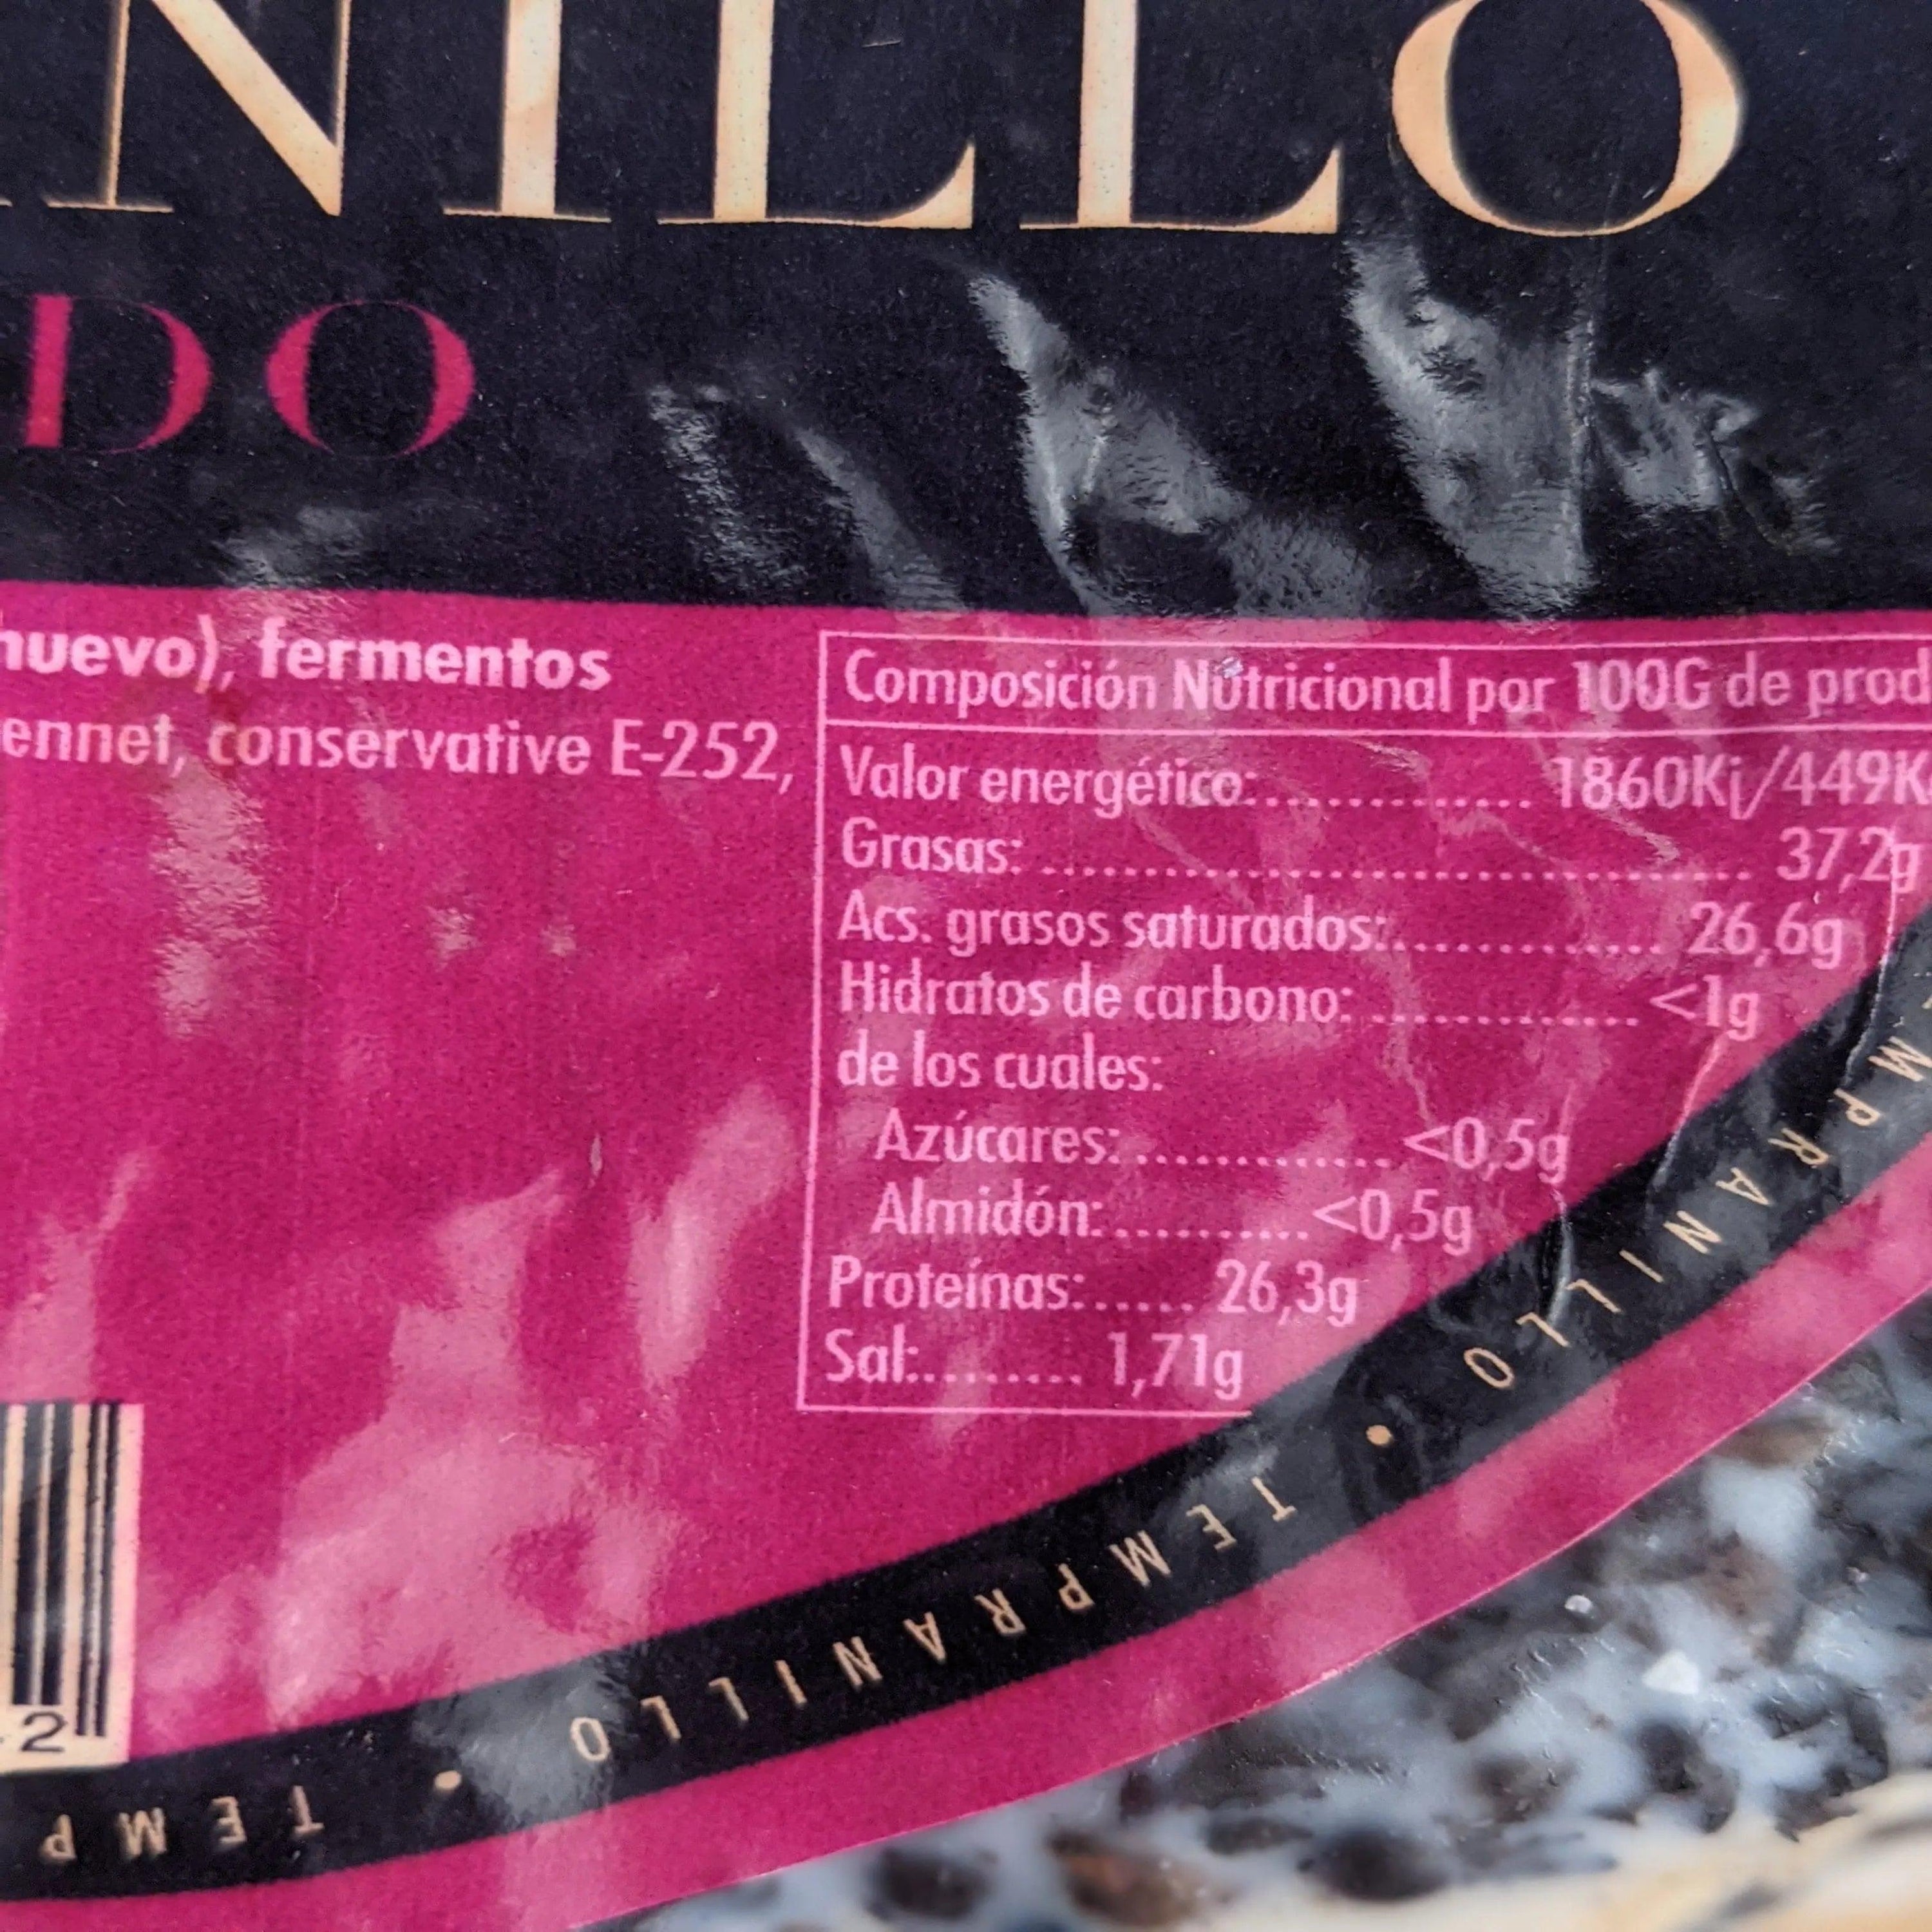 NILLO
DO
huevo), fermentos
ennet, conservative E-252,
Composición Nutricional por 100G de prod
Valor energético: 1860Kj/449K
Grasas: 37,2g
Acs. grasos saturados: 26,6g
Hidratos de carbono: <1g
de los cuales:
Azúcares: <0,5g
Almidón: <0,5g
Proteínas: 26,3g
Sal: 1,71g
2
TEMP
• TEMPRANILLO
• TEMPRANILLO